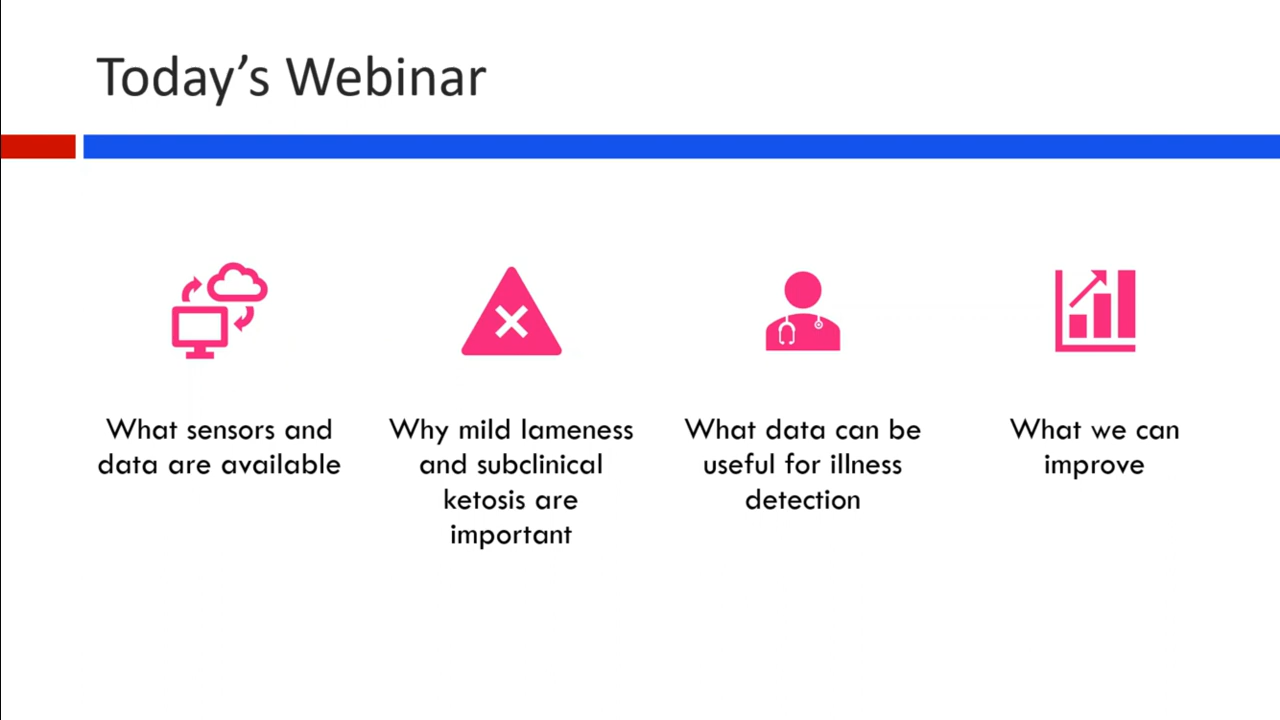 Today’s Webinar
What sensors and
data are available
Why mild lameness
and subclinical
ketosis are
important
What data can be
useful for illness
detection
What we can
improve